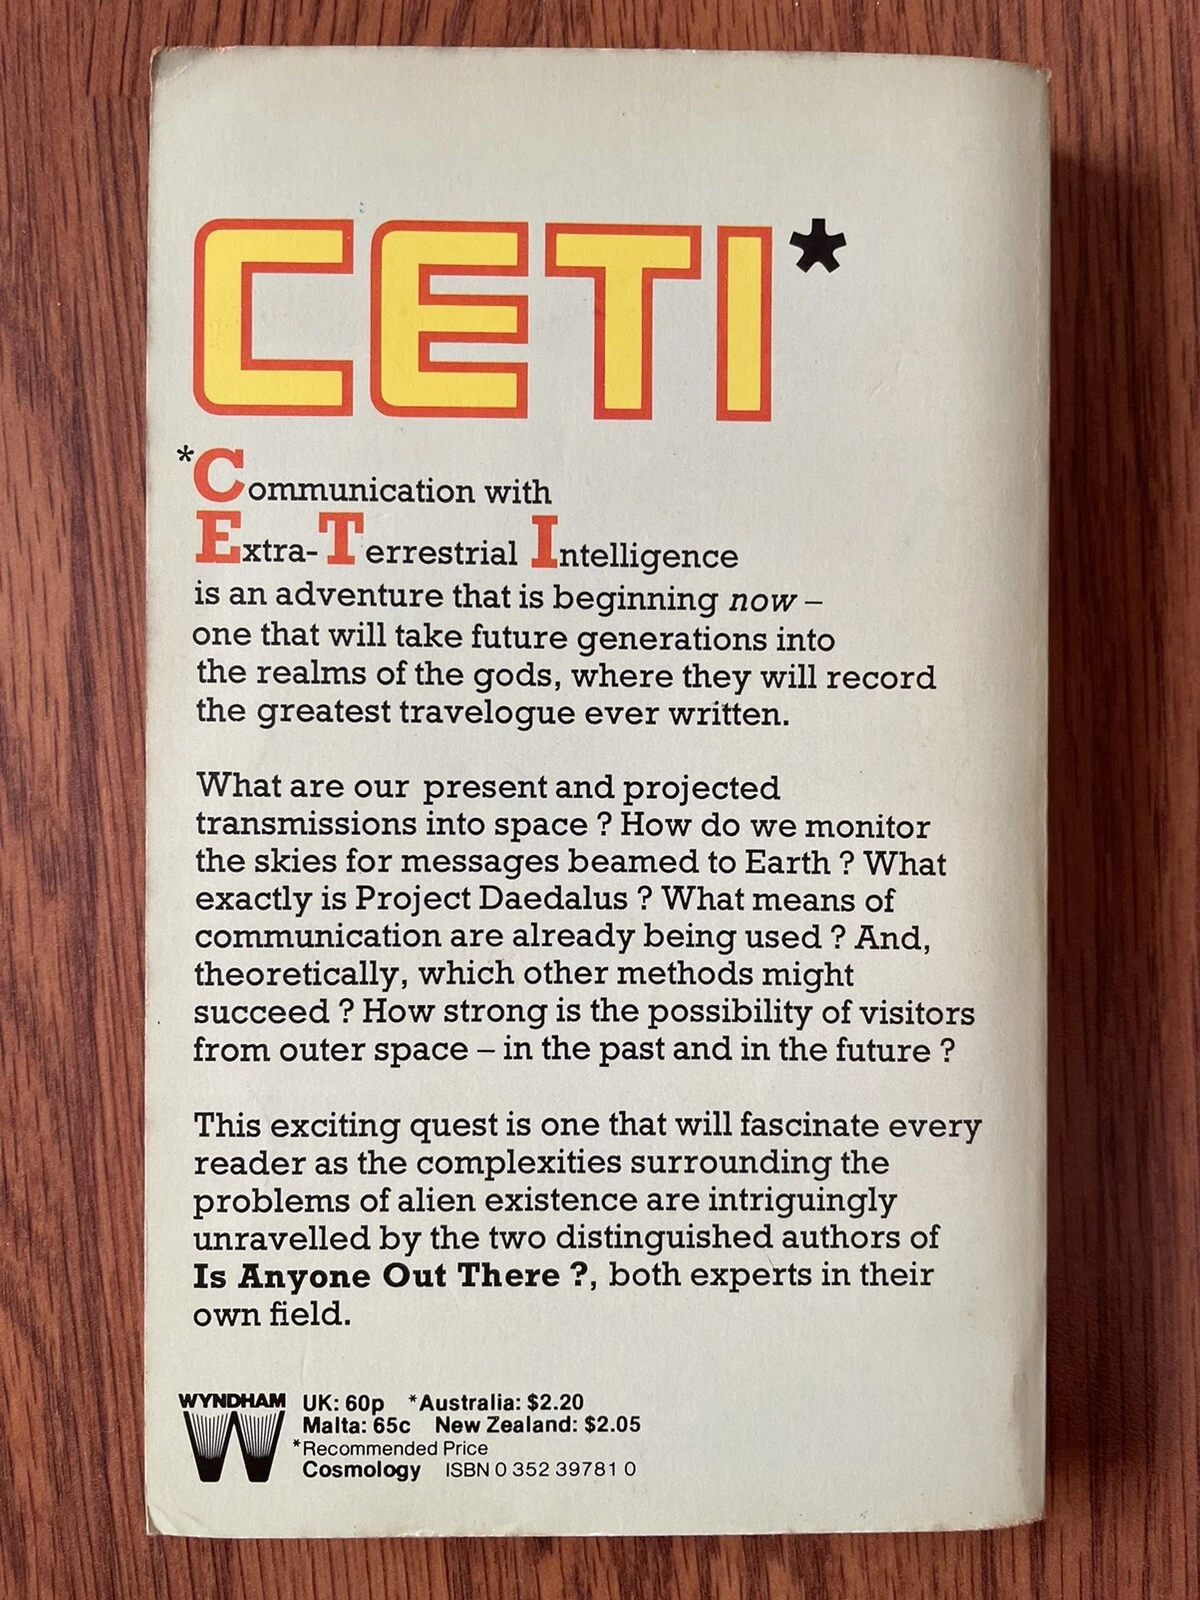 CETI*
*Communication with
Extra-Terrestrial Intelligence
is an adventure that is beginning now –
one that will take future generations into
the realms of the gods, where they will record
the greatest travelogue ever written.
What are our present and projected
transmissions into space ? How do we monitor
the skies for messages beamed to Earth ? What
exactly is Project Daedalus ? What means of
communication are already being used ? And,
theoretically, which other methods might
succeed ? How strong is the possibility of visitors
from outer space – in the past and in the future ?
This exciting quest is one that will fascinate every
reader as the complexities surrounding the
problems of alien existence are intriguingly
unravelled by the two distinguished authors of
Is Anyone Out There ?, both experts in their
own field.
WYNDHAM
W
UK: 60p *Australia: $2.20
Malta: 65c New Zealand: $2.05
*Recommended Price
Cosmology ISBN 0 352 39781 0